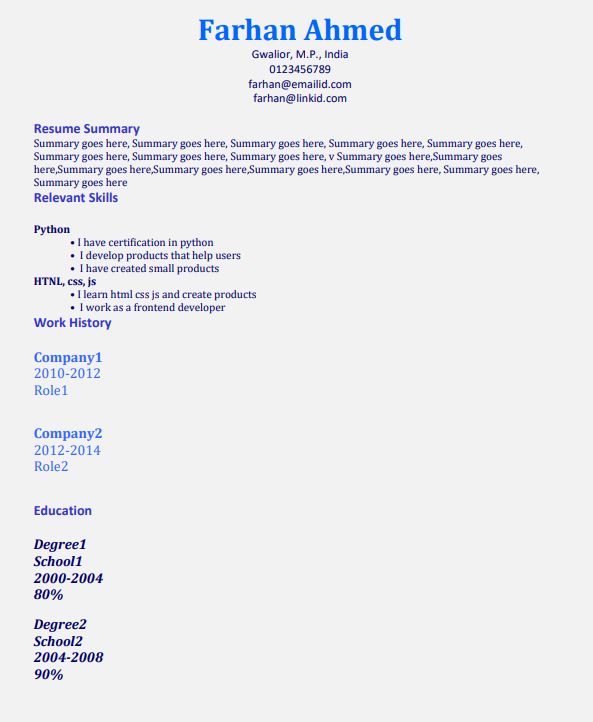 Farhan Ahmed
Gwalior, M.P., India
0123456789
farhan@emailid.com
farhan@linkid.com
Resume Summary
Summary goes here, Summary goes here, Summary goes here, Summary goes here, Summary goes here,
Summary goes here, Summary goes here, Summary goes here, v Summary goes here,Summary goes
here,Summary goes here,Summary goes here,Summary goes here,Summary goes here, Summary goes here,
Summary goes here
Relevant Skills
Python
• I have certification in python
• I develop products that help users
• I have created small products
HTNL, css, js
• I learn html css js and create products
• I work as a frontend developer
Work History
Company1
2010-2012
Role1
Company2
2012-2014
Role2
Education
Degree1
School1
2000-2004
80%
Degree2
School2
2004-2008
90%